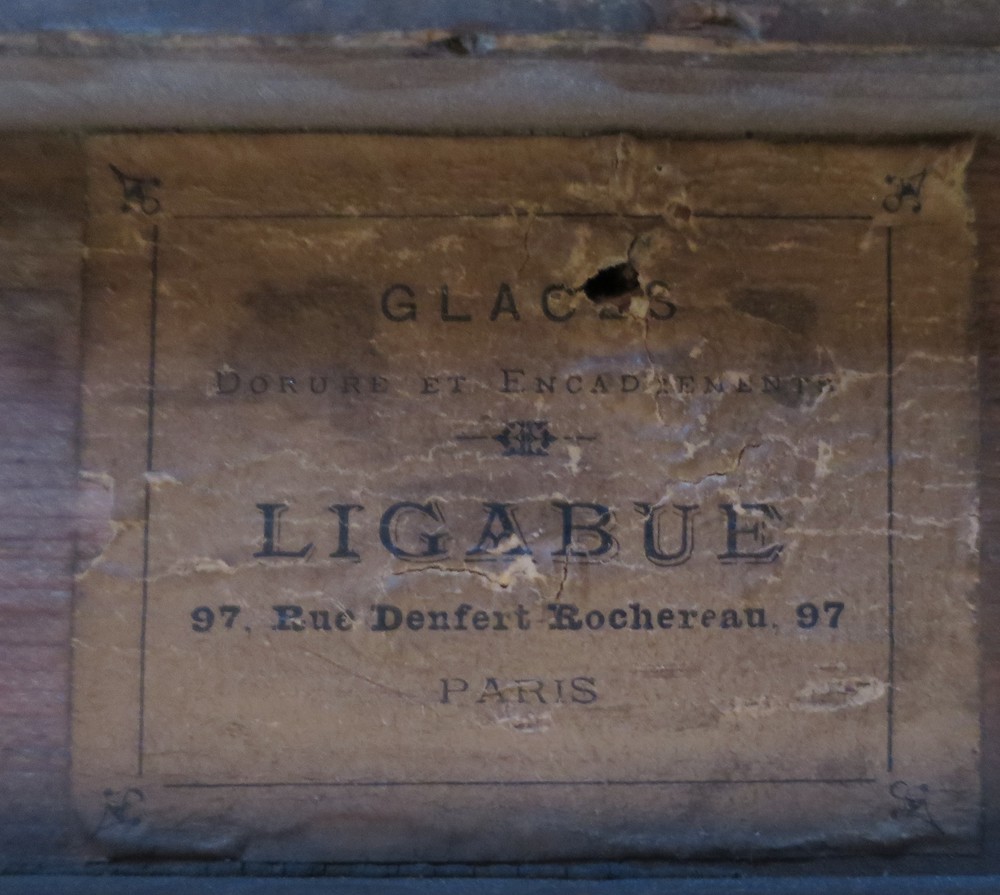 GLACES
DORURE ET ENCADREMENTS
LIGABUE
97, Rue Denfert-Rochereau, 97
PARIS